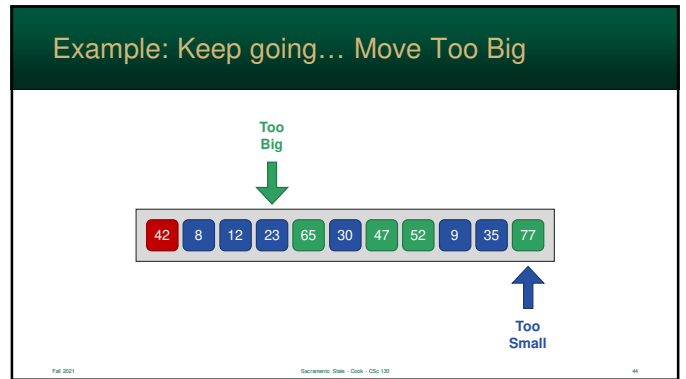 Example: Keep going… Move Too Big
Too
Big
42 8 12 23 65 30 47 52 9 35 77
Too
Small
Fall 2021 Sacramento State - Cook - CSc 130 44